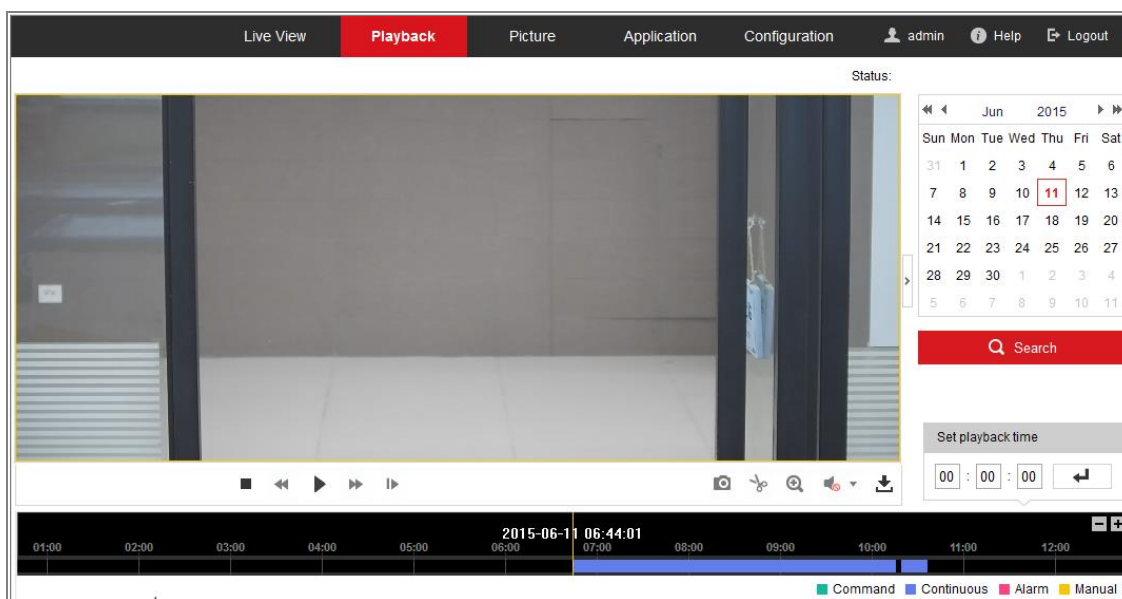 Live View Playback Picture Application Configuration admin Help Logout
Status:
Jun 2015
Sun Mon Tue Wed Thu Fri Sat
31 1 2 3 4 5 6
7 8 9 10 11 12 13
14 15 16 17 18 19 20
21 22 23 24 25 26 27
28 29 30 1 2 3 4
5 6 7 8 9 10 11
Search
Set playback time
00 : 00 : 00
2015-06-11 06:44:01
01:00 02:00 03:00 04:00 05:00 06:00 07:00 08:00 09:00 10:00 11:00 12:00
Command Continuous Alarm Manual